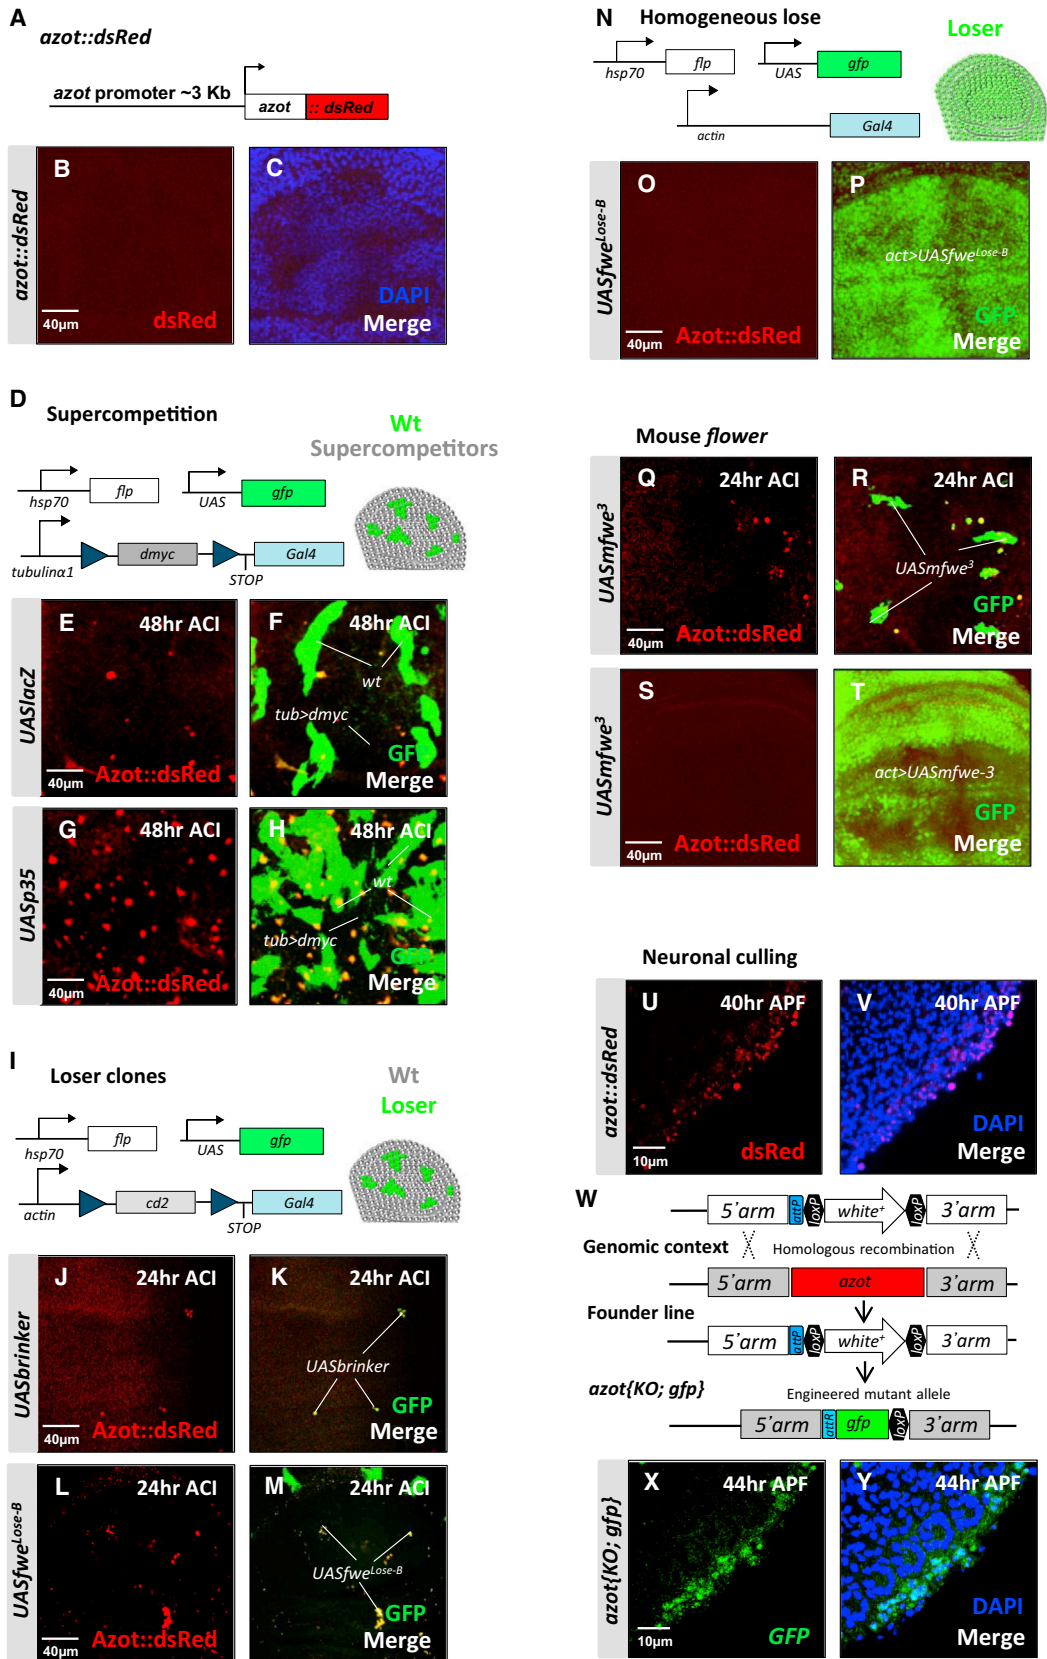 A
azot::dsRed
azot promoter ~3 Kb
azot
:: dsRed
azot::dsRed
B
40µm
dsRed
C
DAPI
Merge
D
Supercompetition
Wt
Supercompetitors
hsp70
flp
UAS
gfp
tubulinα1
dmyc
STOP
Gal4
UASlacZ
E
48hr ACI
40µm
Azot::dsRed
F
48hr ACI
wt
tub>dmyc
GFP
Merge
UASp35
G
48hr ACI
40µm
Azot::dsRed
H
48hr ACI
wt
tub>dmyc
GFP
Merge
I
Loser clones
Wt
Loser
hsp70
flp
UAS
gfp
actin
cd2
STOP
Gal4
UASbrinker
J
24hr ACI
40µm
Azot::dsRed
K
24hr ACI
UASbrinker
GFP
Merge
UASfwe^Lose-B
L
24hr ACI
40µm
Azot::dsRed
M
24hr ACI
UASfwe^Lose-B
GFP
Merge
N
Homogeneous lose
Loser
hsp70
flp
UAS
gfp
actin
Gal4
UASfwe^Lose-B
O
40µm
Azot::dsRed
P
act>UASfwe^Lose-B
GFP
Merge
Mouse flower
UASmfwe³
Q
24hr ACI
40µm
Azot::dsRed
R
24hr ACI
UASmfwe³
GFP
Merge
UASmfwe³
S
40µm
Azot::dsRed
T
act>UASmfwe-3
GFP
Merge
Neuronal culling
azot::dsRed
U
40hr APF
10µm
dsRed
V
40hr APF
DAPI
Merge
W
5'arm
attP
loxP
white⁺
loxP
3'arm
Genomic context
Homologous recombination
5'arm
azot
3'arm
Founder line
5'arm
attP
loxP
white⁺
loxP
3'arm
azot{KO; gfp}
Engineered mutant allele
5'arm
attR
gfp
loxP
3'arm
azot{KO; gfp}
X
44hr APF
10µm
GFP
Y
44hr APF
DAPI
Merge